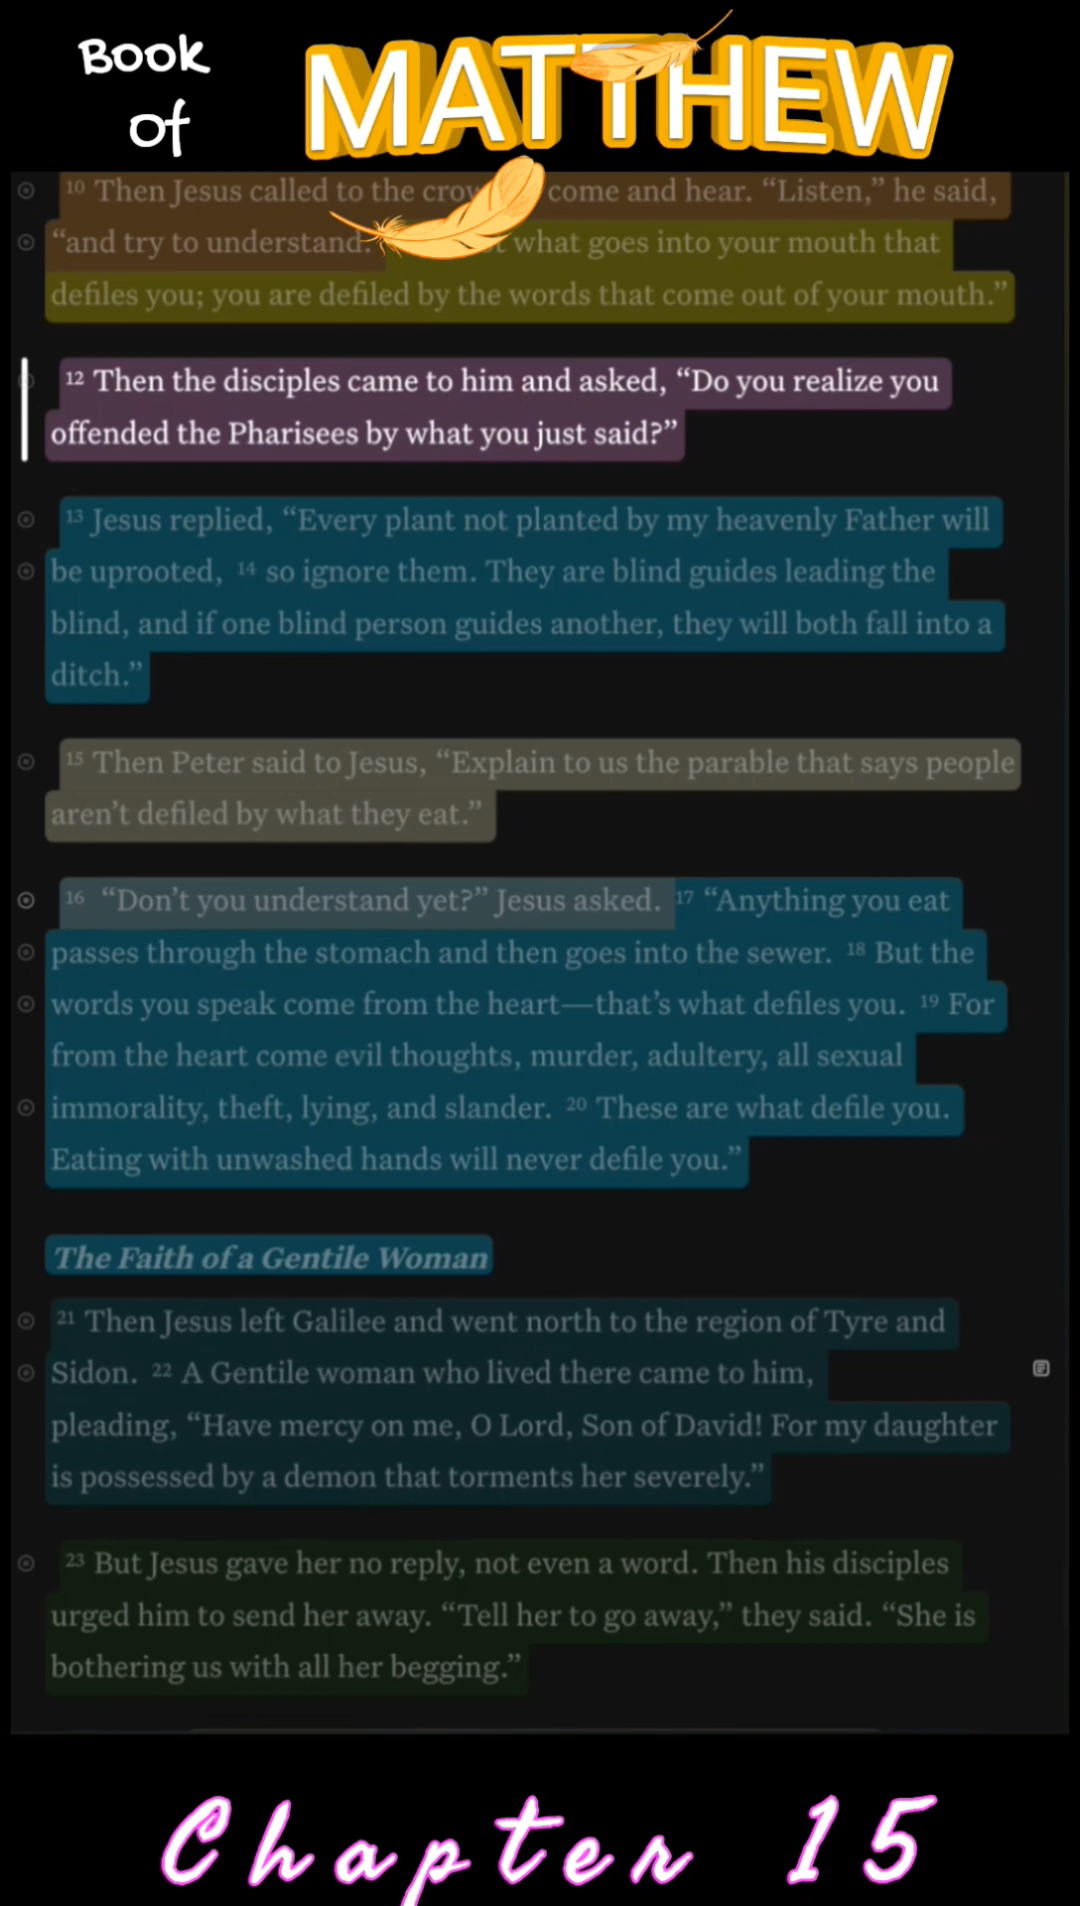 Book
of
MATTHEW
10 Then Jesus called to the come and hear. “Listen,” he said,
“and try to understand. what goes into your mouth that
defiles you; you are defiled by the words that come out of your mouth.”
12 Then the disciples came to him and asked, “Do you realize you
offended the Pharisees by what you just said?”
13 Jesus replied, “Every plant not planted by my heavenly Father will
be uprooted, 14 so ignore them. They are blind guides leading the
blind, and if one blind person guides another, they will both fall into a
ditch.”
15 Then Peter said to Jesus, “Explain to us the parable that says people
aren’t defiled by what they eat.”
16 “Don’t you understand yet?” Jesus asked. 17 “Anything you eat
passes through the stomach and then goes into the sewer. 18 But the
words you speak come from the heart—that’s what defiles you. 19 For
from the heart come evil thoughts, murder, adultery, all sexual
immorality, theft, lying, and slander. 20 These are what defile you.
Eating with unwashed hands will never defile you.”
The Faith of a Gentile Woman
21 Then Jesus left Galilee and went north to the region of Tyre and
Sidon. 22 A Gentile woman who lived there came to him,
pleading, “Have mercy on me, O Lord, Son of David! For my daughter
is possessed by a demon that torments her severely.”
23 But Jesus gave her no reply, not even a word. Then his disciples
urged him to send her away. “Tell her to go away,” they said. “She is
bothering us with all her begging.”
Chapter 15